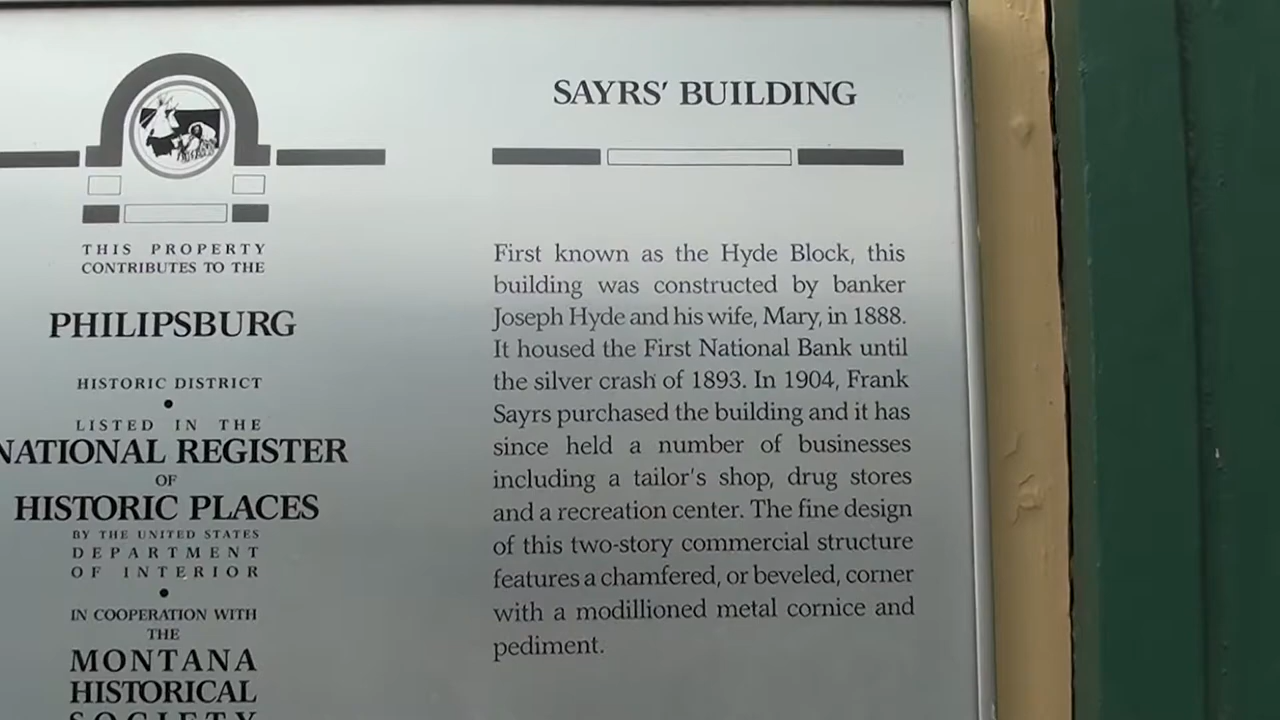 THIS PROPERTY
CONTRIBUTES TO THE
PHILIPSBURG
HISTORIC DISTRICT
•
LISTED IN THE
NATIONAL REGISTER
OF
HISTORIC PLACES
BY THE UNITED STATES
DEPARTMENT
OF INTERIOR
•
IN COOPERATION WITH
THE
MONTANA
HISTORICAL
SOCIETY
SAYRS' BUILDING
First known as the Hyde Block, this
building was constructed by banker
Joseph Hyde and his wife, Mary, in 1888.
It housed the First National Bank until
the silver crash of 1893. In 1904, Frank
Sayrs purchased the building and it has
since held a number of businesses
including a tailor's shop, drug stores
and a recreation center. The fine design
of this two-story commercial structure
features a chamfered, or beveled, corner
with a modillioned metal cornice and
pediment.